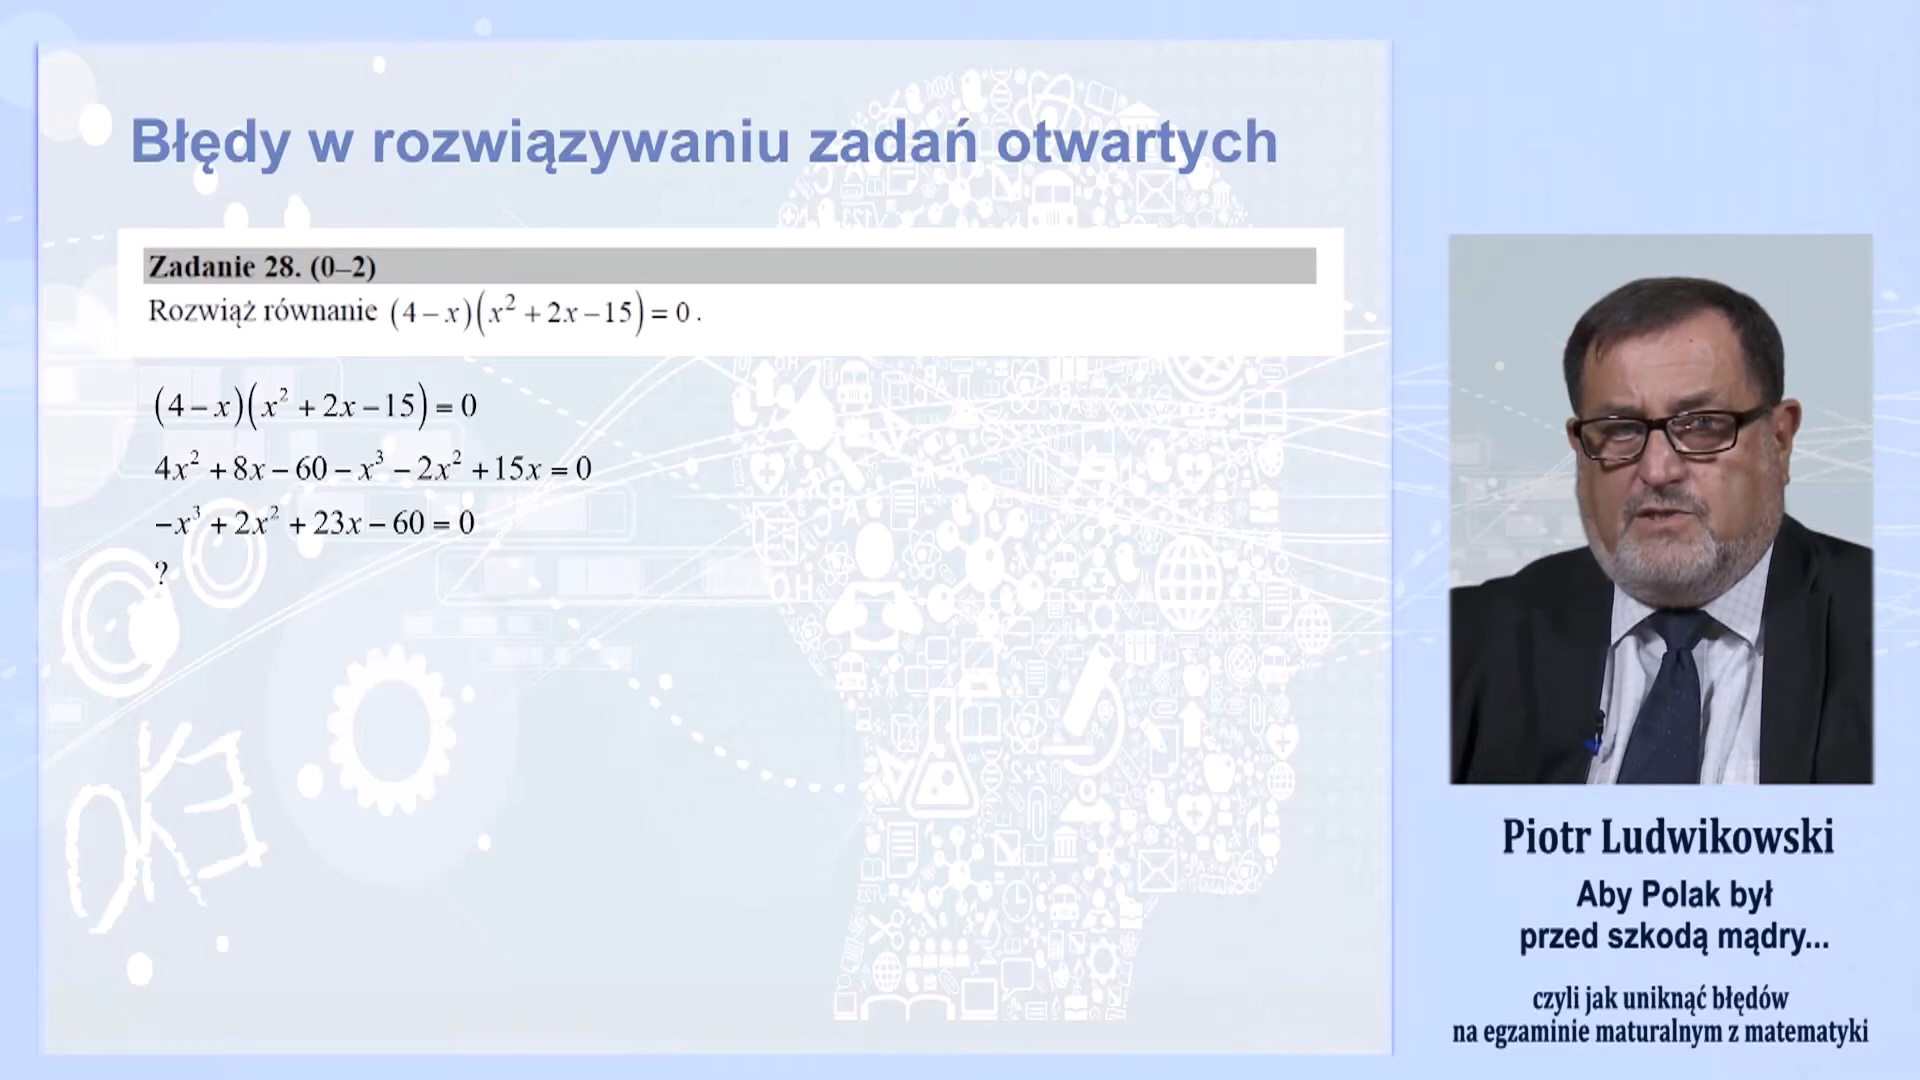 Błędy w rozwiązywaniu zadań otwartych
Zadanie 28. (0–2)
Rozwiąż równanie (4 – x)(x² + 2x – 15) = 0 .
(4 – x)(x² + 2x – 15) = 0
4x² + 8x – 60 – x³ – 2x² + 15x = 0
–x³ + 2x² + 23x – 60 = 0
?
OKE
Piotr Ludwikowski
Aby Polak był
przed szkodą mądry...
czyli jak uniknąć błędów
na egzaminie maturalnym z matematyki